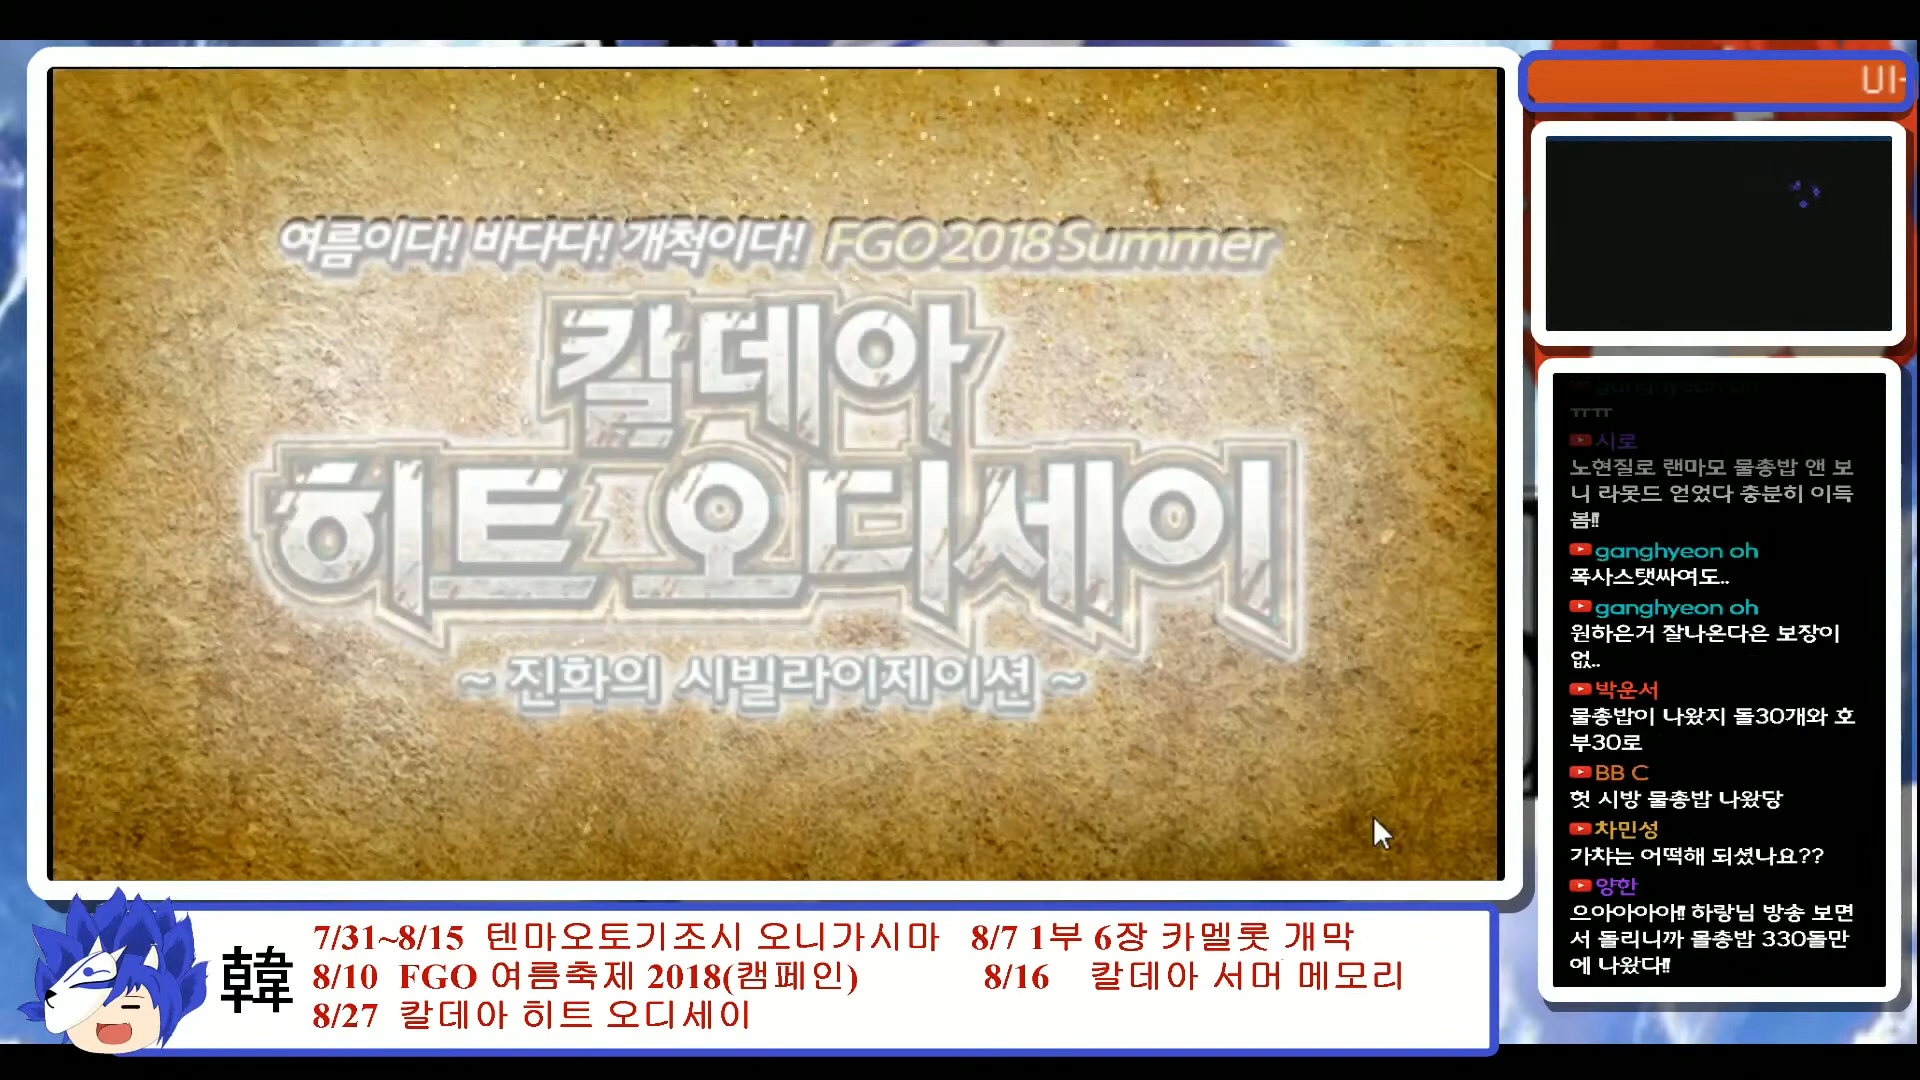 여름이다! 바다다! 개척이다! FGO 2018 Summer
칼데아
히트 오디세이
~ 진화의 시빌라이제이션 ~
UI
ganghyeon oh
ㅠㅠ
시로
노현질로 랜마모 물총밥 앤 보
니 라못드 얻었다 충분히 이득
봄!!
ganghyeon oh
폭사스탯싸여도..
ganghyeon oh
원하은거 잘나온다은 보장이
없..
박운서
물총밥이 나왔지 돌30개와 호
부30로
BB C
헛 시방 물총밥 나왔당
차민성
가챠는 어떡해 되셨나요??
양한
으아아아아!! 하랑님 방송 보면
서 돌리니까 몰총밥 330돌만
에 나왔다!!
韓
7/31~8/15 텐마오토기조시 오니가시마 8/7 1부 6장 카멜롯 개막
8/10 FGO 여름축제 2018(캠페인) 8/16 칼데아 서머 메모리
8/27 칼데아 히트 오디세이